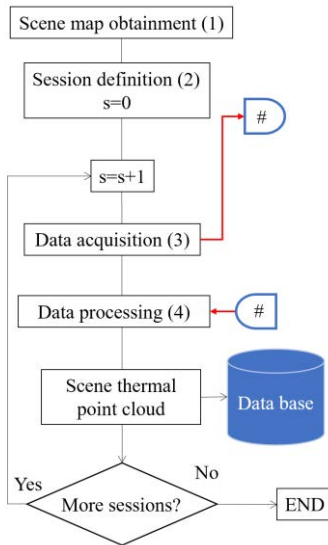 Scene map obtainment (1)
Session definition (2)
s=0
#
s=s+1
Data acquisition (3)
Data processing (4)
#
Scene thermal
point cloud
Data base
Yes
No
More sessions?
END